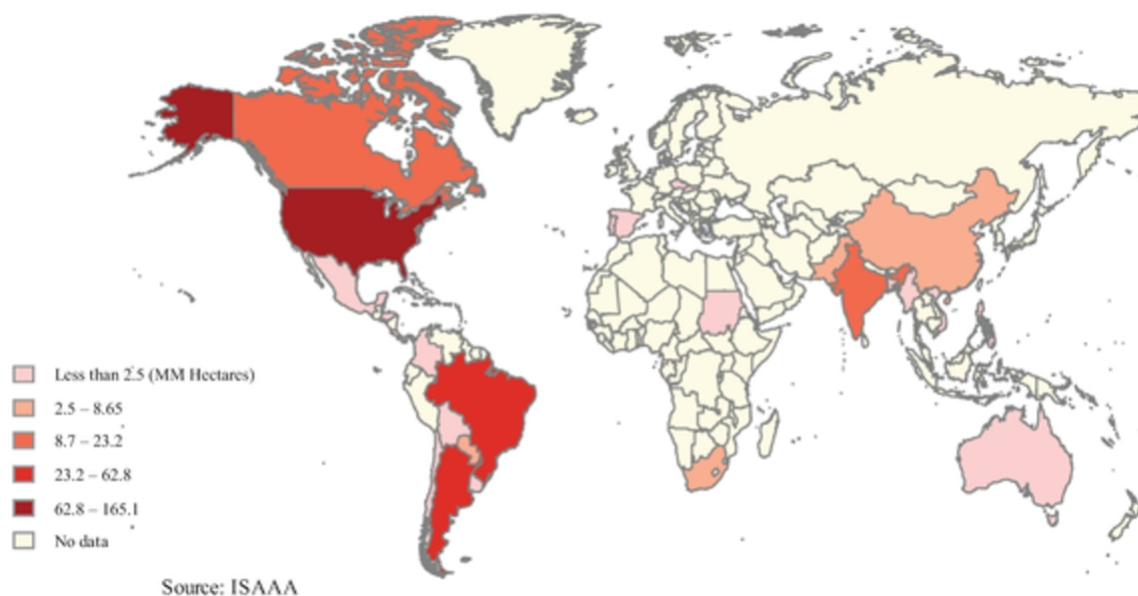 Less than 2.5 (MM Hectares)
2.5 – 8.65
8.7 – 23.2
23.2 – 62.8
62.8 – 165.1
No data
Source: ISAAA